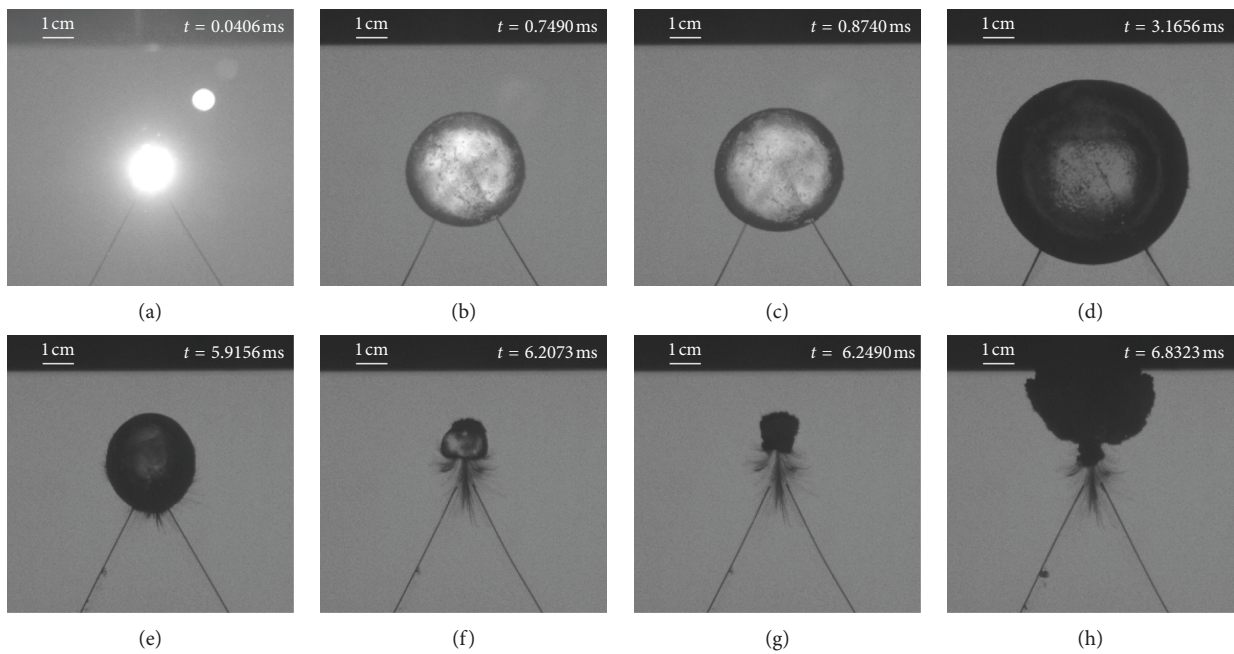 1 cm t = 0.0406 ms
1 cm t = 0.7490 ms
1 cm t = 0.8740 ms
1 cm t = 3.1656 ms
(a)
(b)
(c)
(d)
1 cm t = 5.9156 ms
1 cm t = 6.2073 ms
1 cm t = 6.2490 ms
1 cm t = 6.8323 ms
(e)
(f)
(g)
(h)